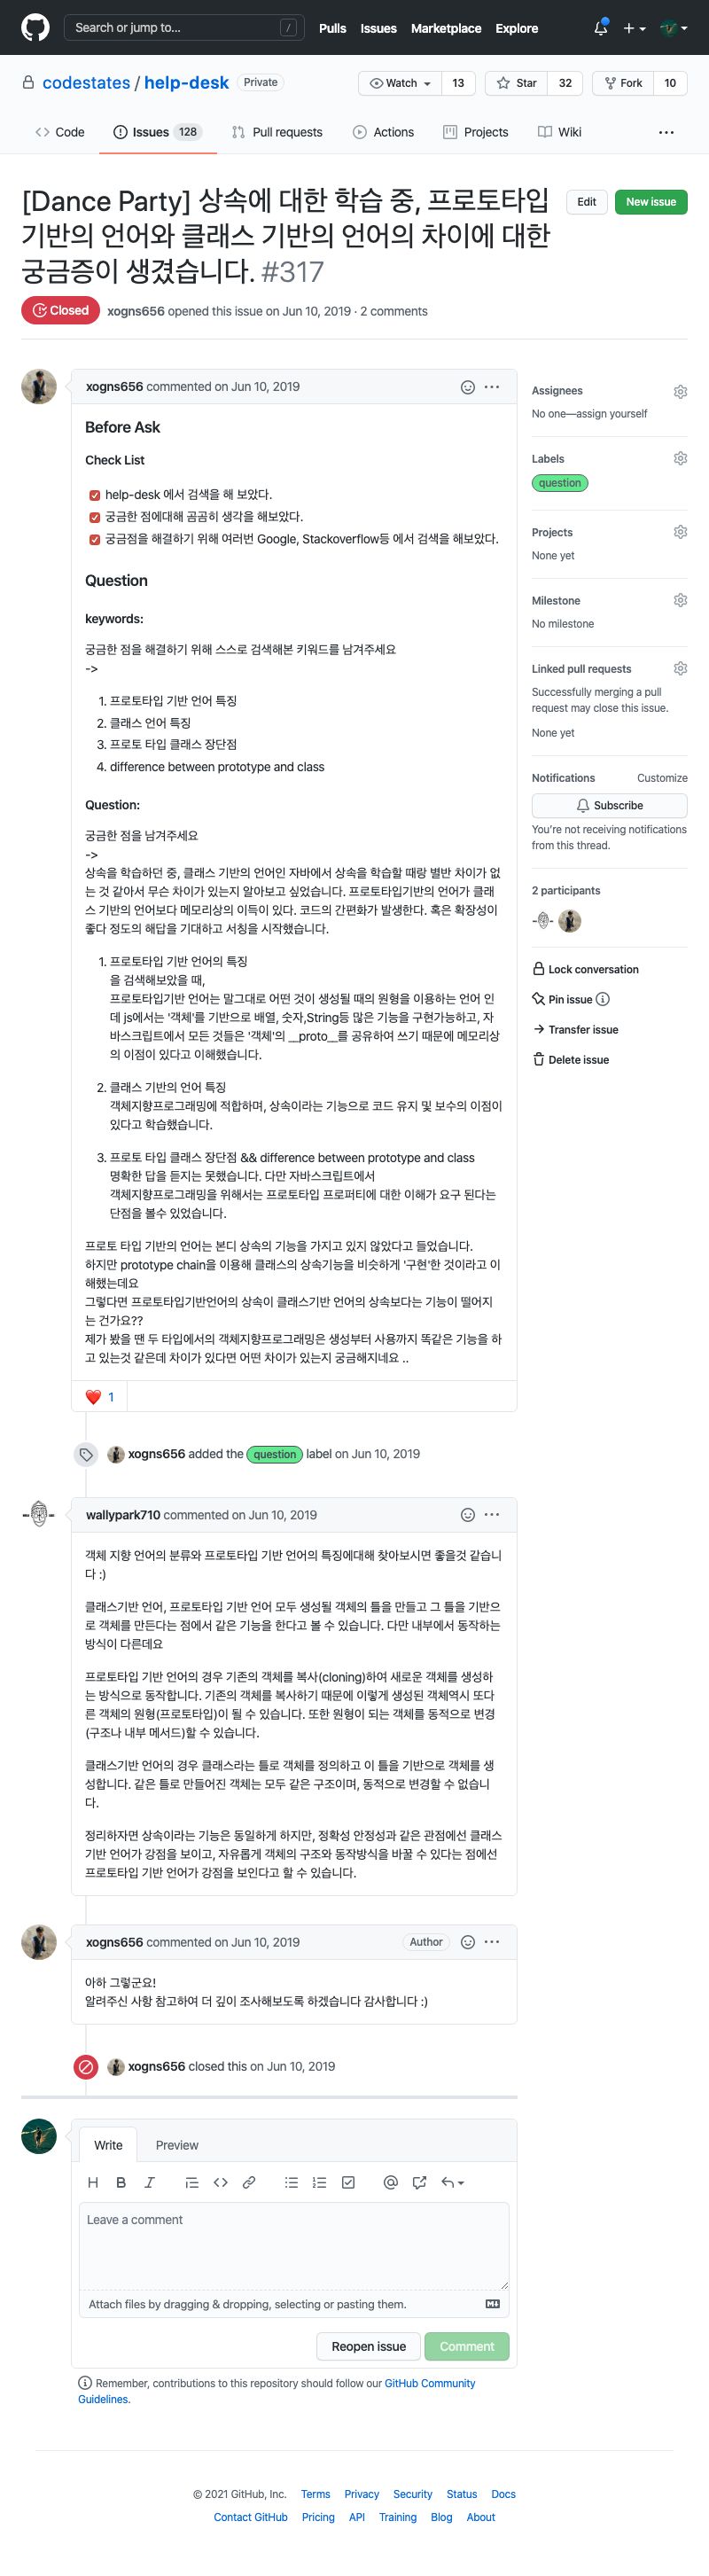 Search or jump to...
/
Pulls Issues Marketplace Explore
codestates / help-desk Private
Watch 13 Star 32 Fork 10
Code Issues 128 Pull requests Actions Projects Wiki
[Dance Party] 상속에 대한 학습 중, 프로토타입
기반의 언어와 클래스 기반의 언어의 차이에 대한
궁금증이 생겼습니다. #317
Edit New issue
Closed xogns656 opened this issue on Jun 10, 2019 · 2 comments
xogns656 commented on Jun 10, 2019
Before Ask
Check List
help-desk 에서 검색을 해 보았다.
궁금한 점에대해 곰곰히 생각을 해보았다.
궁금점을 해결하기 위해 여러번 Google, Stackoverflow등 에서 검색을 해보았다.
Question
keywords:
궁금한 점을 해결하기 위해 스스로 검색해본 키워드를 남겨주세요
->
1. 프로토타입 기반 언어 특징
2. 클래스 언어 특징
3. 프로토 타입 클래스 장단점
4. difference between prototype and class
Question:
궁금한 점을 남겨주세요
->
상속을 학습하던 중, 클래스 기반의 언어인 자바에서 상속을 학습할 때랑 별반 차이가 없
는 것 같아서 무슨 차이가 있는지 알아보고 싶었습니다. 프로토타입기반의 언어가 클래
스 기반의 언어보다 메모리상의 이득이 있다. 코드의 간편화가 발생한다. 혹은 확장성이
좋다 정도의 해답을 기대하고 서칭을 시작했습니다.
1. 프로토타입 기반 언어의 특징
을 검색해보았을 때,
프로토타입기반 언어는 말그대로 어떤 것이 생성될 때의 원형을 이용하는 언어 인
데 js에서는 '객체'를 기반으로 배열, 숫자,String등 많은 기능을 구현가능하고, 자
바스크립트에서 모든 것들은 '객체'의 __proto__를 공유하여 쓰기 때문에 메모리상
의 이점이 있다고 이해했습니다.
2. 클래스 기반의 언어 특징
객체지향프로그래밍에 적합하며, 상속이라는 기능으로 코드 유지 및 보수의 이점이
있다고 학습했습니다.
3. 프로토 타입 클래스 장단점 && difference between prototype and class
명확한 답을 듣지는 못했습니다. 다만 자바스크립트에서
객체지향프로그래밍을 위해서는 프로토타입 프로퍼티에 대한 이해가 요구 된다는
단점을 볼수 있었습니다.
프로토 타입 기반의 언어는 본디 상속의 기능을 가지고 있지 않았다고 들었습니다.
하지만 prototype chain을 이용해 클래스의 상속기능을 비슷하게 '구현'한 것이라고 이
해했는데요
그렇다면 프로토타입기반언어의 상속이 클래스기반 언어의 상속보다는 기능이 떨어지
는 건가요??
제가 봤을 땐 두 타입에서의 객체지향프로그래밍은 생성부터 사용까지 똑같은 기능을 하
고 있는것 같은데 차이가 있다면 어떤 차이가 있는지 궁금해지네요 ..
1
xogns656 added the question label on Jun 10, 2019
wallypark710 commented on Jun 10, 2019
객체 지향 언어의 분류와 프로토타입 기반 언어의 특징에대해 찾아보시면 좋을것 같습니
다 :)
클래스기반 언어, 프로토타입 기반 언어 모두 생성될 객체의 틀을 만들고 그 틀을 기반으
로 객체를 만든다는 점에서 같은 기능을 한다고 볼 수 있습니다. 다만 내부에서 동작하는
방식이 다른데요
프로토타입 기반 언어의 경우 기존의 객체를 복사(cloning)하여 새로운 객체를 생성하
는 방식으로 동작합니다. 기존의 객체를 복사하기 때문에 이렇게 생성된 객체역시 또다
른 객체의 원형(프로토타입)이 될 수 있습니다. 또한 원형이 되는 객체를 동적으로 변경
(구조나 내부 메서드)할 수 있습니다.
클래스기반 언어의 경우 클래스라는 틀로 객체를 정의하고 이 틀을 기반으로 객체를 생
성합니다. 같은 틀로 만들어진 객체는 모두 같은 구조이며, 동적으로 변경할 수 없습니
다.
정리하자면 상속이라는 기능은 동일하게 하지만, 정확성 안정성과 같은 관점에선 클래스
기반 언어가 강점을 보이고, 자유롭게 객체의 구조와 동작방식을 바꿀 수 있다는 점에선
프로토타입 기반 언어가 강점을 보인다고 할 수 있습니다.
xogns656 commented on Jun 10, 2019 Author
아하 그렇군요!
알려주신 사항 참고하여 더 깊이 조사해보도록 하겠습니다 감사합니다 :)
xogns656 closed this on Jun 10, 2019
Write Preview
Leave a comment
Attach files by dragging & dropping, selecting or pasting them.
Reopen issue Comment
Remember, contributions to this repository should follow our GitHub Community
Guidelines.
Assignees
No one—assign yourself
Labels
question
Projects
None yet
Milestone
No milestone
Linked pull requests
Successfully merging a pull
request may close this issue.
None yet
Notifications Customize
Subscribe
You're not receiving notifications
from this thread.
2 participants
Lock conversation
Pin issue
Transfer issue
Delete issue
© 2021 GitHub, Inc. Terms Privacy Security Status Docs
Contact GitHub Pricing API Training Blog About